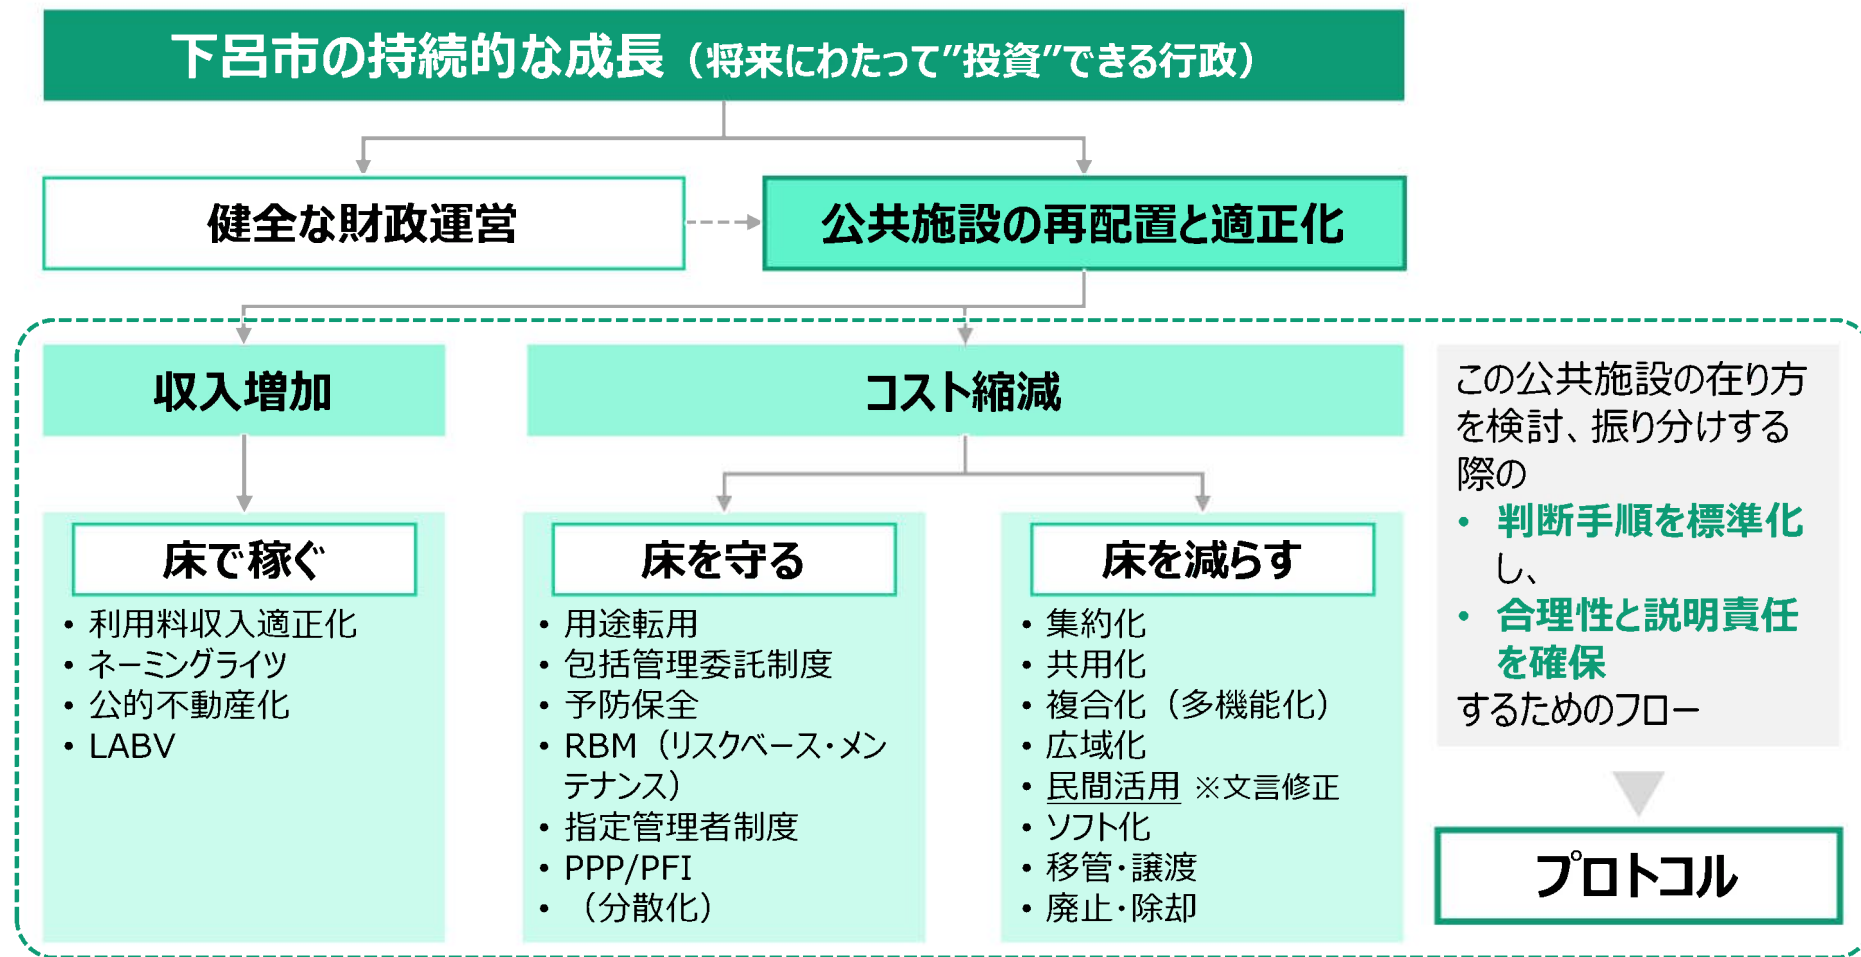 下呂市の持続的な成長（将来にわたって”投資”できる行政）
健全な財政運営
公共施設の再配置と適正化
収入増加
コスト縮減
床で稼ぐ
• 利用料収入適正化
• ネーミングライツ
• 公的不動産化
• LABV
床を守る
• 用途転用
• 包括管理委託制度
• 予防保全
• RBM（リスクベース・メン
テナンス）
• 指定管理者制度
• PPP/PFI
• （分散化）
床を減らす
• 集約化
• 共用化
• 複合化（多機能化）
• 広域化
• 民間活用 ※文言修正
• ソフト化
• 移管・譲渡
• 廃止・除却
この公共施設の在り方
を検討、振り分けする
際の
• 判断手順を標準化
し、
• 合理性と説明責任
を確保
するためのフロー
プロトコル